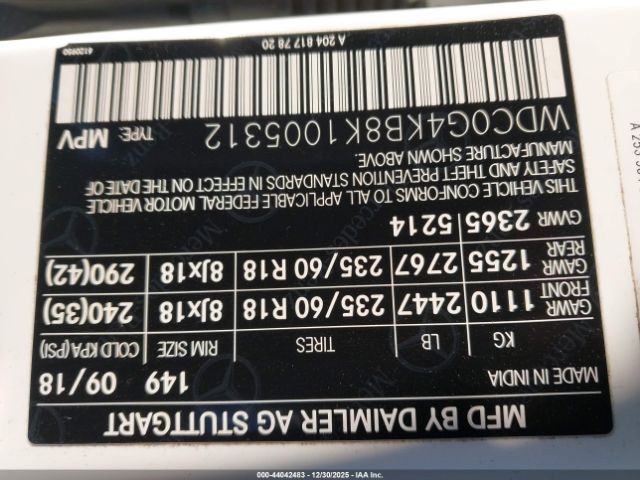 MFD BY DAIMLER AG STUTTGART
MADE IN INDIA 149 09/18
KG LB TIRES RIM SIZE COLD KPA(PSI)
GAWR FRONT 1110 2447 235/60 R18 8Jx18 240(35)
GAWR REAR 1255 2767 235/60 R18 8Jx18 290(42)
GVWR 2365 5214
THIS VEHICLE CONFORMS TO ALL APPLICABLE FEDERAL MOTOR VEHICLE
SAFETY AND THEFT PREVENTION STANDARDS IN EFFECT ON THE DATE OF
MANUFACTURE SHOWN ABOVE.
WDC0G4KB8K1005312 TYPE: MPV
A 204 817 78 20 6120950
000-44042483 - 12/30/2025 - IAA Inc.